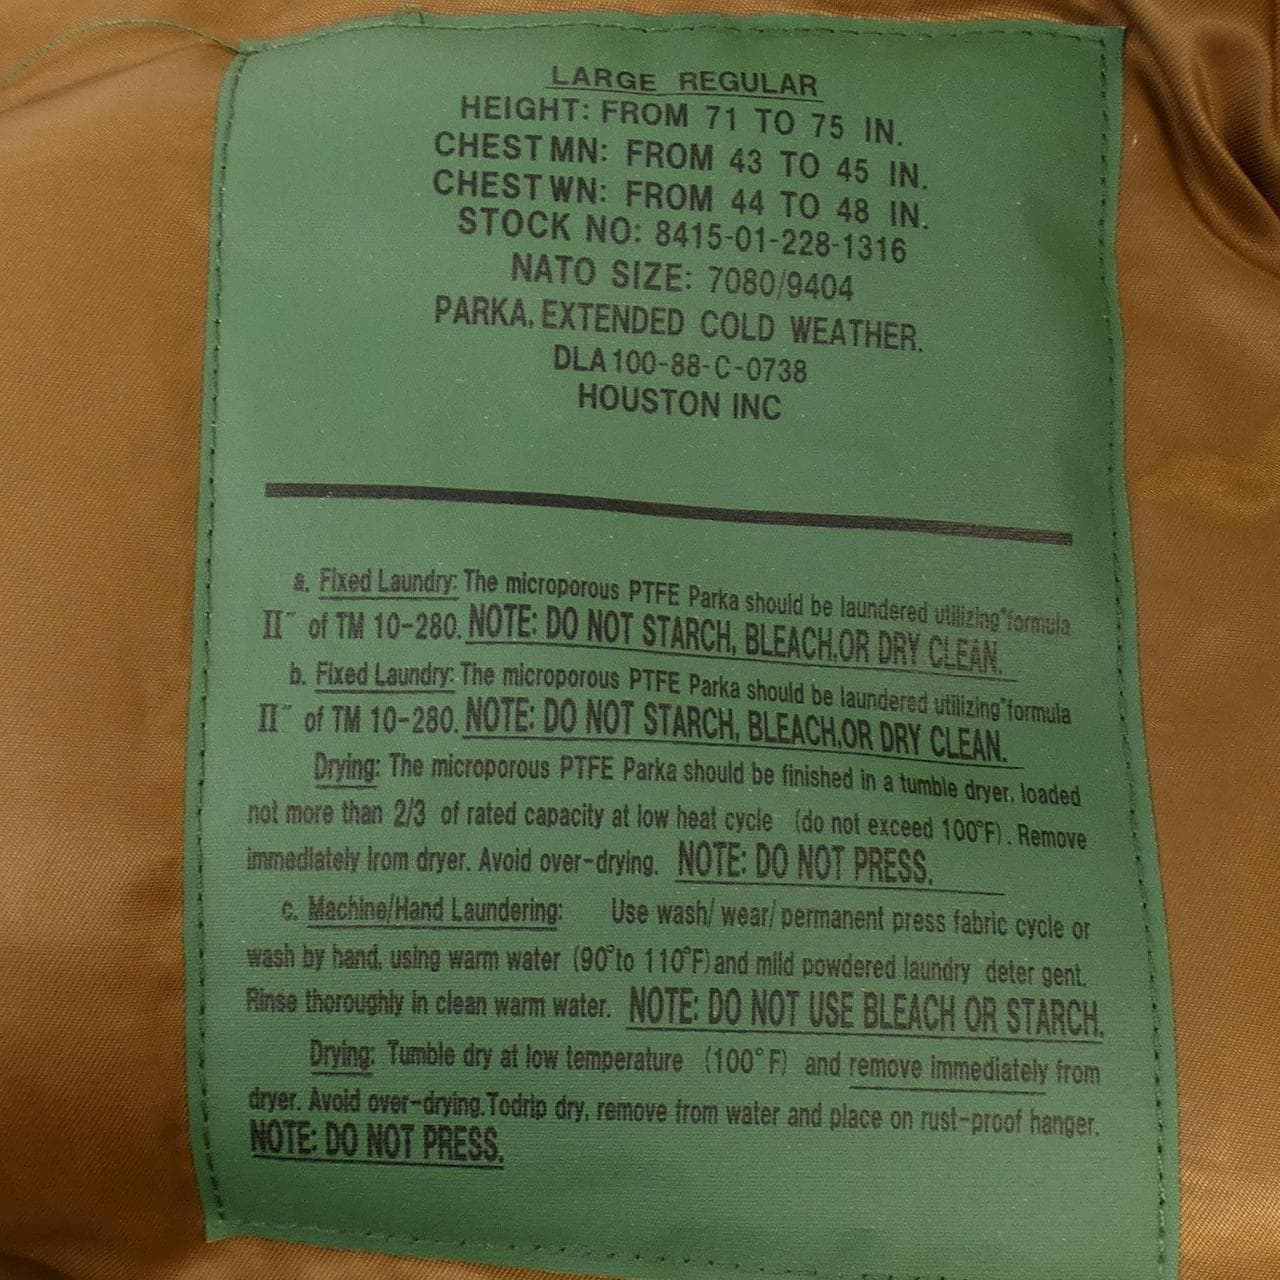 LARGE REGULAR
HEIGHT: FROM 71 TO 75 IN.
CHEST MN: FROM 43 TO 45 IN.
CHEST WN: FROM 44 TO 48 IN.
STOCK NO: 8415-01-228-1316
NATO SIZE: 7080/9404
PARKA, EXTENDED COLD WEATHER.
DLA 100-88-C-0738
HOUSTON INC
a. Fixed Laundry: The microporous PTFE Parka should be laundered utilizing "formula
II" of TM 10-280. NOTE: DO NOT STARCH, BLEACH, OR DRY CLEAN.
b. Fixed Laundry: The microporous PTFE Parka should be laundered utilizing "formula
II" of TM 10-280. NOTE: DO NOT STARCH, BLEACH, OR DRY CLEAN.
Drying: The microporous PTFE Parka should be finished in a tumble dryer. loaded
not more than 2/3 of rated capacity at low heat cycle (do not exceed 100°F). Remove
immediately from dryer. Avoid over-drying. NOTE: DO NOT PRESS.
c. Machine/Hand Laundering: Use wash/ wear/ permanent press fabric cycle or
wash by hand, using warm water (90°to 110°F) and mild powdered laundry deter gent.
Rinse thoroughly in clean warm water. NOTE: DO NOT USE BLEACH OR STARCH.
Drying: Tumble dry at low temperature (100°F) and remove immediately from
dryer. Avoid over-drying. Todrip dry, remove from water and place on rust-proof hanger.
NOTE: DO NOT PRESS.